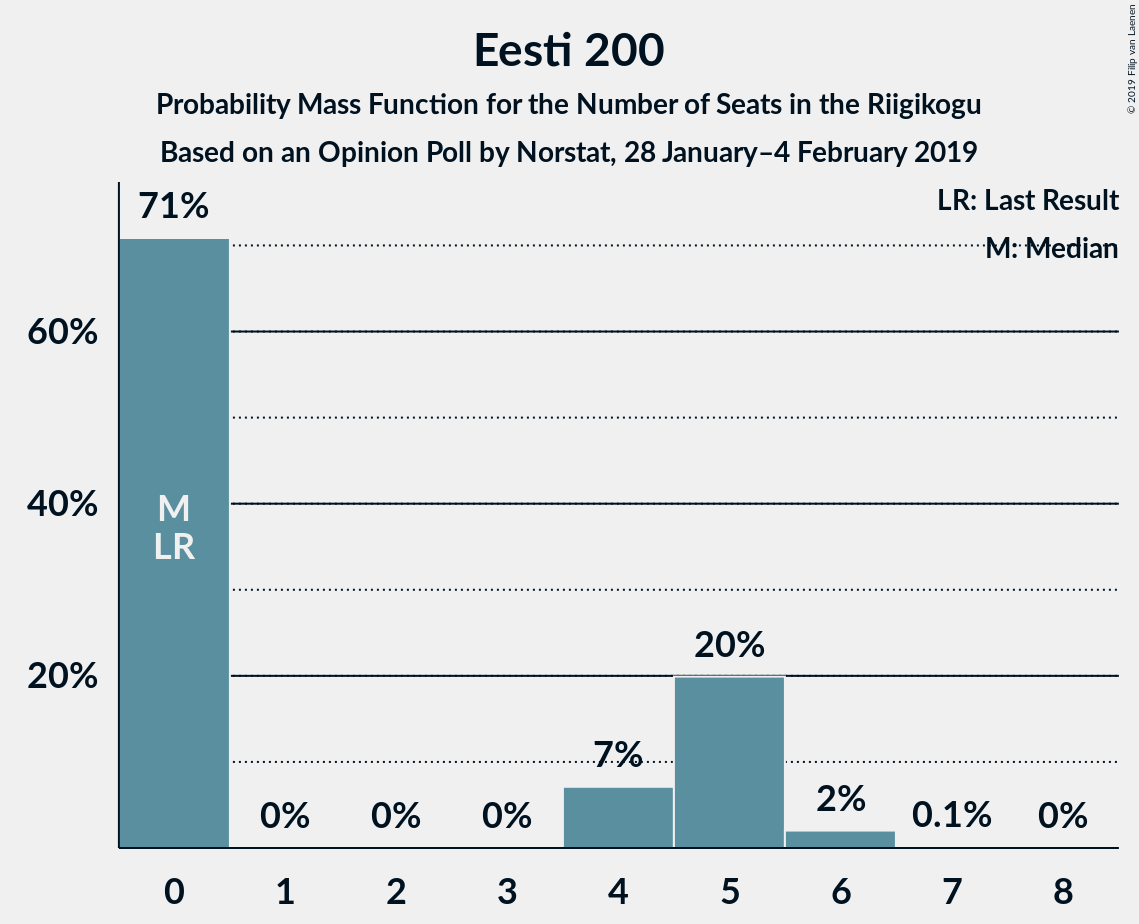 Eesti 200
Probability Mass Function for the Number of Seats in the Riigikogu
Based on an Opinion Poll by Norstat, 28 January–4 February 2019
© 2019 Filip van Laenen
LR: Last Result
M: Median
71%
60%
40%
20%
M
LR
0%
0%
0%
7%
20%
2%
0.1%
0%
0
1
2
3
4
5
6
7
8